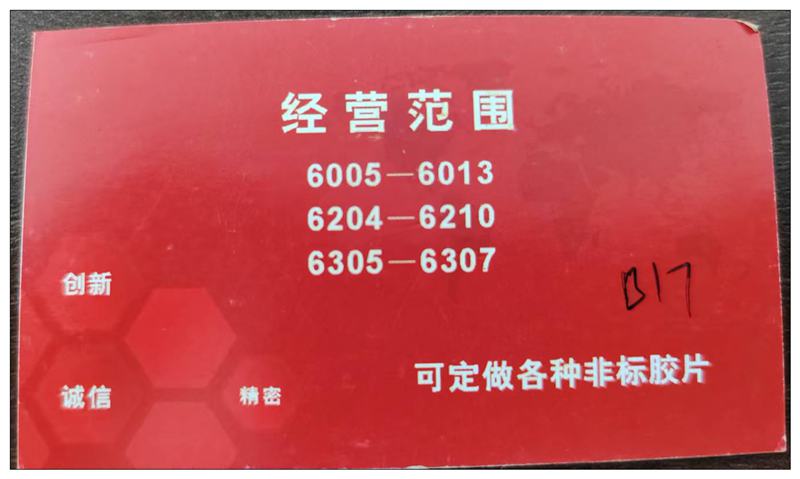 经营范围
6005—6013
6204—6210
6305—6307
创新
B17
诚信
精密
可定做各种非标胶片